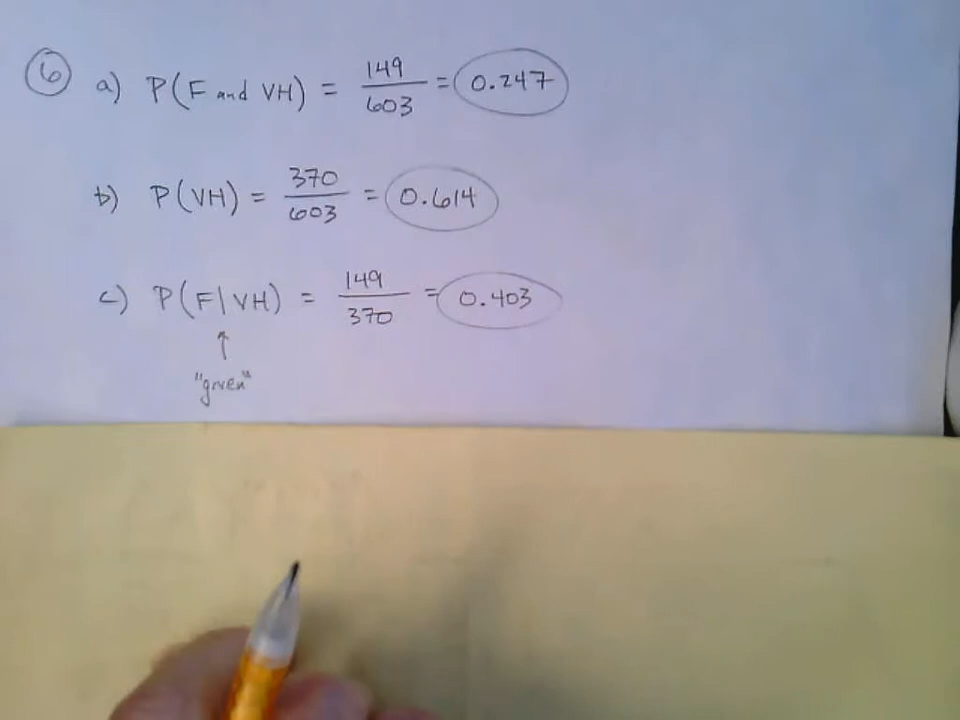 6 a) P(F and VH) = 149/603 = 0.247
b) P(VH) = 370/603 = 0.614
c) P(F|VH) = 149/370 = 0.403
↑
"given"